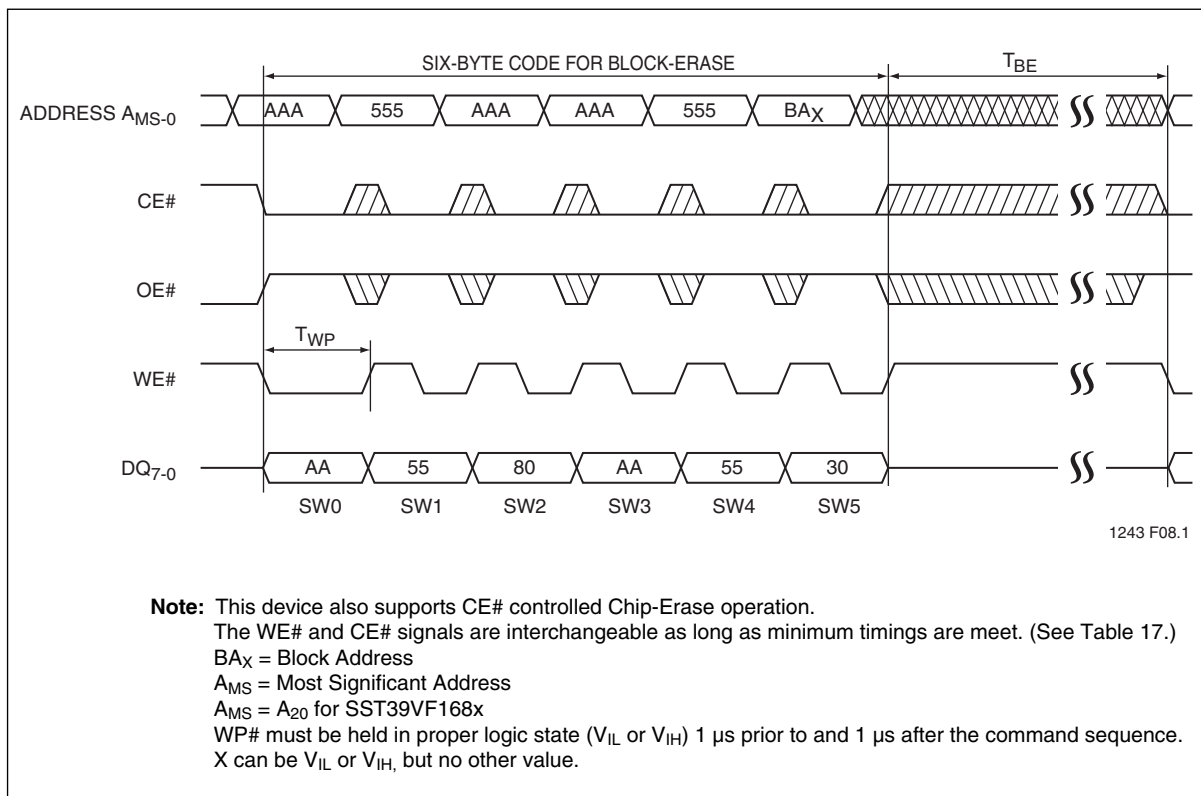 SIX-BYTE CODE FOR BLOCK-ERASE TBE
ADDRESS AMS-0 AAA 555 AAA AAA 555 BAX
CE#
OE#
TWP
WE#
DQ7-0 AA 55 80 AA 55 30
SW0 SW1 SW2 SW3 SW4 SW5
1243 F08.1
Note: This device also supports CE# controlled Chip-Erase operation.
The WE# and CE# signals are interchangeable as long as minimum timings are meet. (See Table 17.)
BAX = Block Address
AMS = Most Significant Address
AMS = A20 for SST39VF168x
WP# must be held in proper logic state (VIL or VIH) 1 µs prior to and 1 µs after the command sequence.
X can be VIL or VIH, but no other value.